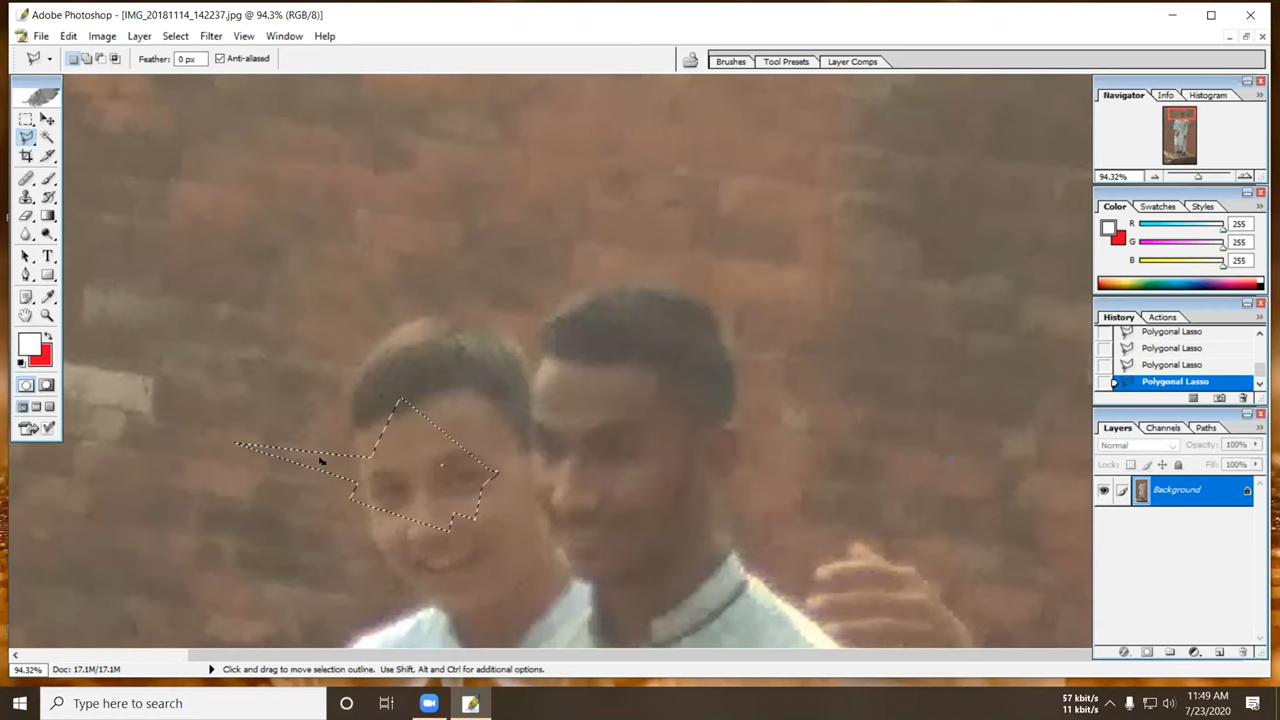 Adobe Photoshop - [IMG_20181114_142237.jpg @ 94.3% (RGB/8)]
File Edit Image Layer Select Filter View Window Help
Feather: 0 px Anti-aliased Brushes Tool Presets Layer Comps
Navigator Info Histogram
94.32%
Color Swatches Styles
R 255
G 255
B 255
History Actions
Polygonal Lasso
Polygonal Lasso
Polygonal Lasso
Polygonal Lasso
Layers Channels Paths
Normal Opacity: 100%
Locks: Fill: 100%
Background
94.32% Doc: 17.1M/17.1M Click and drag to move selection outline. Use Shift, Alt and Ctrl for additional options.
Type here to search
57 kbit/s
11 kbit/s
11:49 AM
7/23/2020